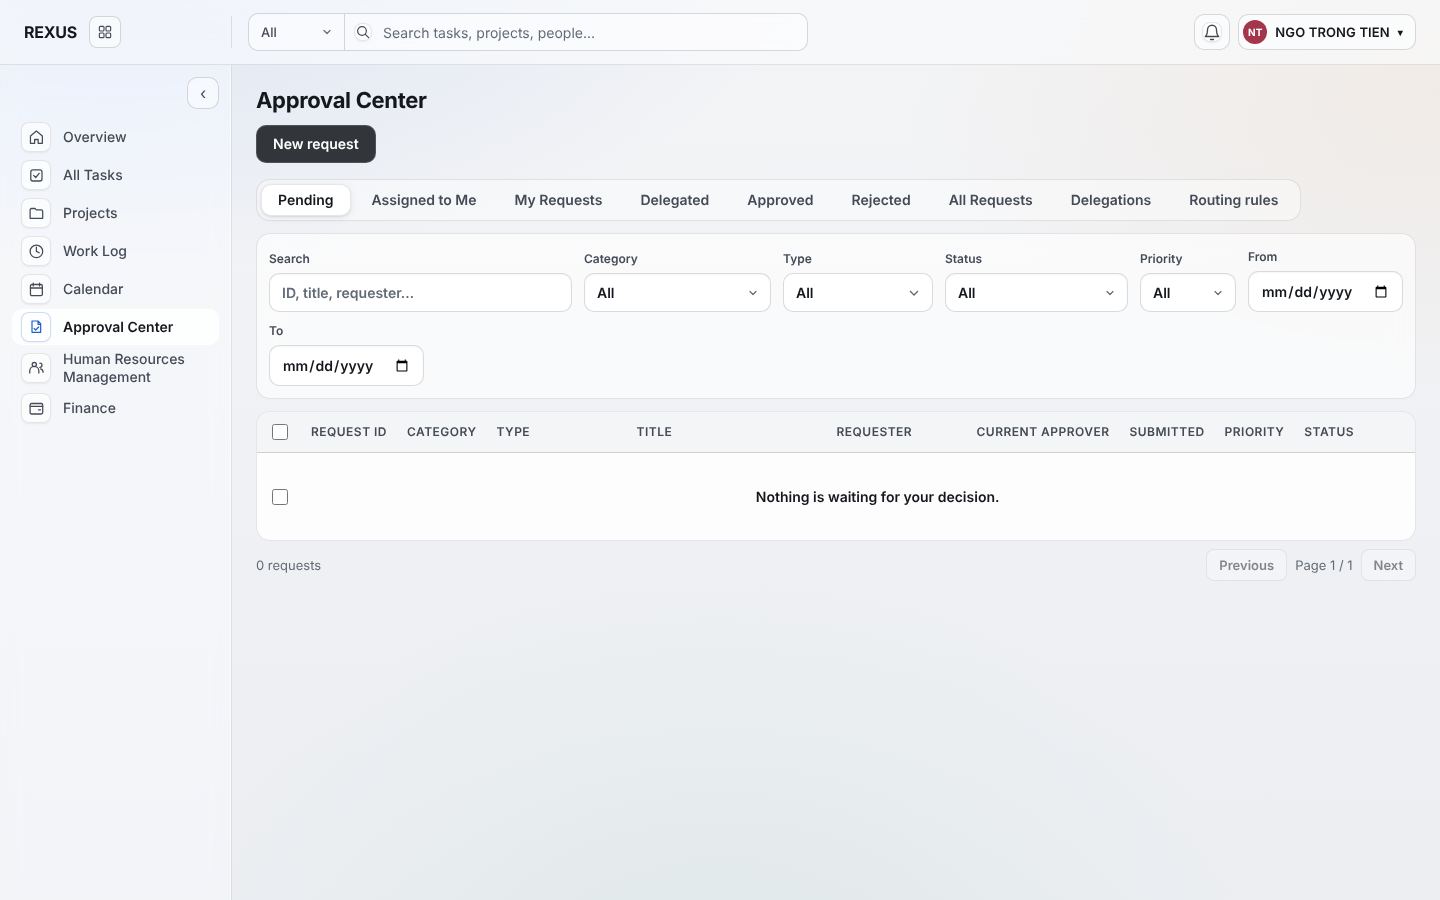 REXUS
All
Search tasks, projects, people...
NT
NGO TRONG TIEN
Overview
All Tasks
Projects
Work Log
Calendar
Approval Center
Human Resources
Management
Finance
Approval Center
New request
Pending
Assigned to Me
My Requests
Delegated
Approved
Rejected
All Requests
Delegations
Routing rules
Search
Category
Type
Status
Priority
From
ID, title, requester...
All
All
All
All
mm/dd/yyyy
To
mm/dd/yyyy
REQUEST ID
CATEGORY
TYPE
TITLE
REQUESTER
CURRENT APPROVER
SUBMITTED
PRIORITY
STATUS
Nothing is waiting for your decision.
0 requests
Previous
Page 1 / 1
Next